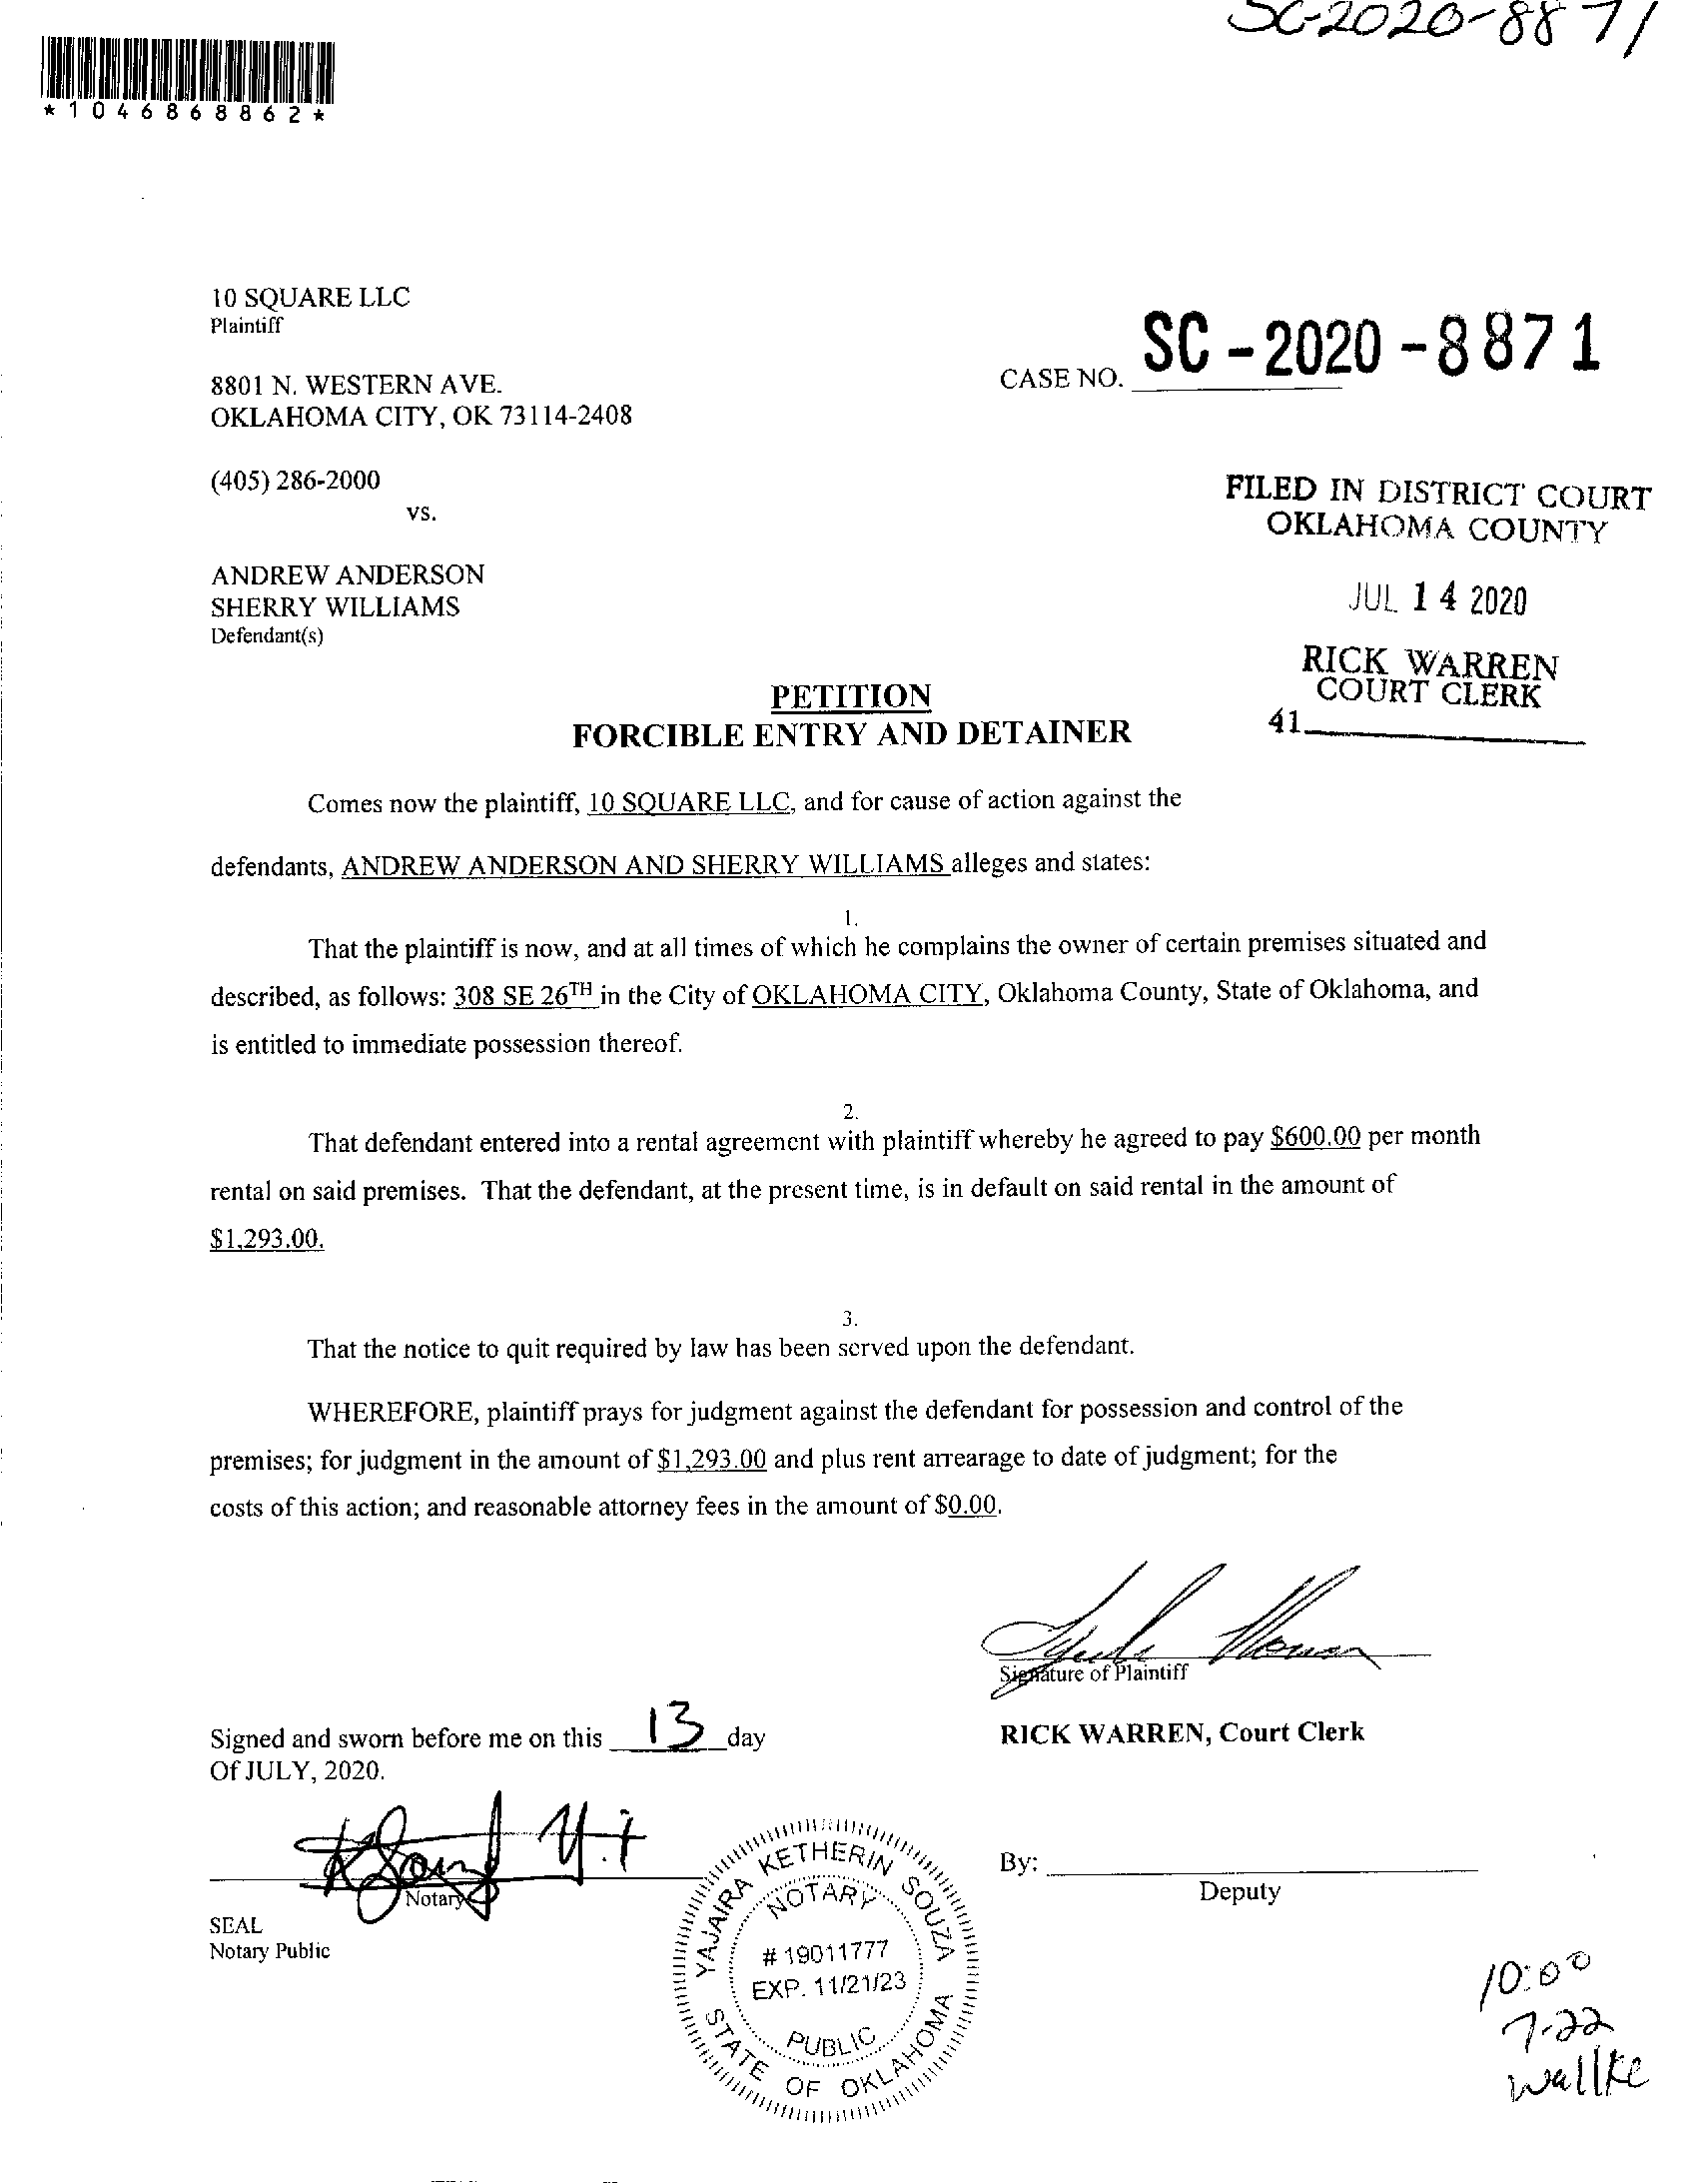 SC-2020-8871
*1046868862*
10 SQUARE LLC
Plaintiff
8801 N. WESTERN AVE.
OKLAHOMA CITY, OK 73114-2408
CASE NO. SC-2020-8871
(405) 286-2000
vs.
FILED IN DISTRICT COURT
OKLAHOMA COUNTY
JUL 14 2020
RICK WARREN
COURT CLERK
41
ANDREW ANDERSON
SHERRY WILLIAMS
Defendant(s)
PETITION
FORCIBLE ENTRY AND DETAINER
Comes now the plaintiff, 10 SQUARE LLC, and for cause of action against the
defendants, ANDREW ANDERSON AND SHERRY WILLIAMS alleges and states:
1.
That the plaintiff is now, and at all times of which he complains the owner of certain premises situated and
described, as follows: 308 SE 26TH in the City of OKLAHOMA CITY, Oklahoma County, State of Oklahoma, and
is entitled to immediate possession thereof.
2.
That defendant entered into a rental agreement with plaintiff whereby he agreed to pay $600.00 per month
rental on said premises. That the defendant, at the present time, is in default on said rental in the amount of
$1,293.00.
3.
That the notice to quit required by law has been served upon the defendant.
WHEREFORE, plaintiff prays for judgment against the defendant for possession and control of the
premises; for judgment in the amount of $1,293.00 and plus rent arrearage to date of judgment; for the
costs of this action; and reasonable attorney fees in the amount of $0.00.
Signature of Plaintiff
Signed and sworn before me on this 13 day
Of JULY, 2020.
RICK WARREN, Court Clerk
Notary
SEAL
Notary Public
YAJAIRA KETHERIN SOUZA
NOTARY
# 19011777
EXP. 11/21/23
PUBLIC
STATE OF OKLAHOMA
By:
Deputy
10:00
7-22